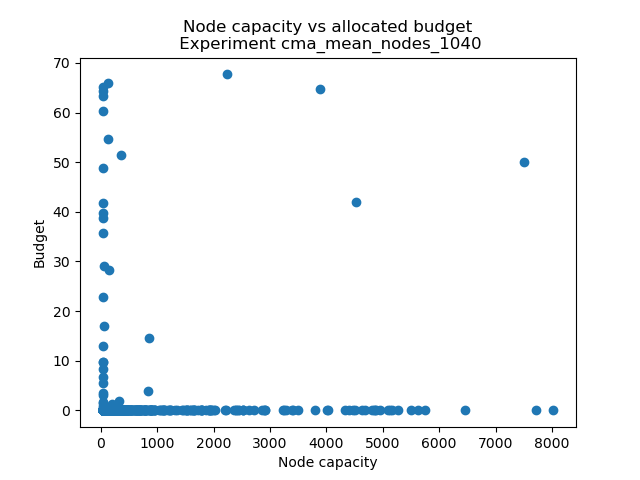 Node capacity vs allocated budget
Experiment cma_mean_nodes_1040
70
60
50
40
30
20
10
0
Budget
0 1000 2000 3000 4000 5000 6000 7000 8000
Node capacity